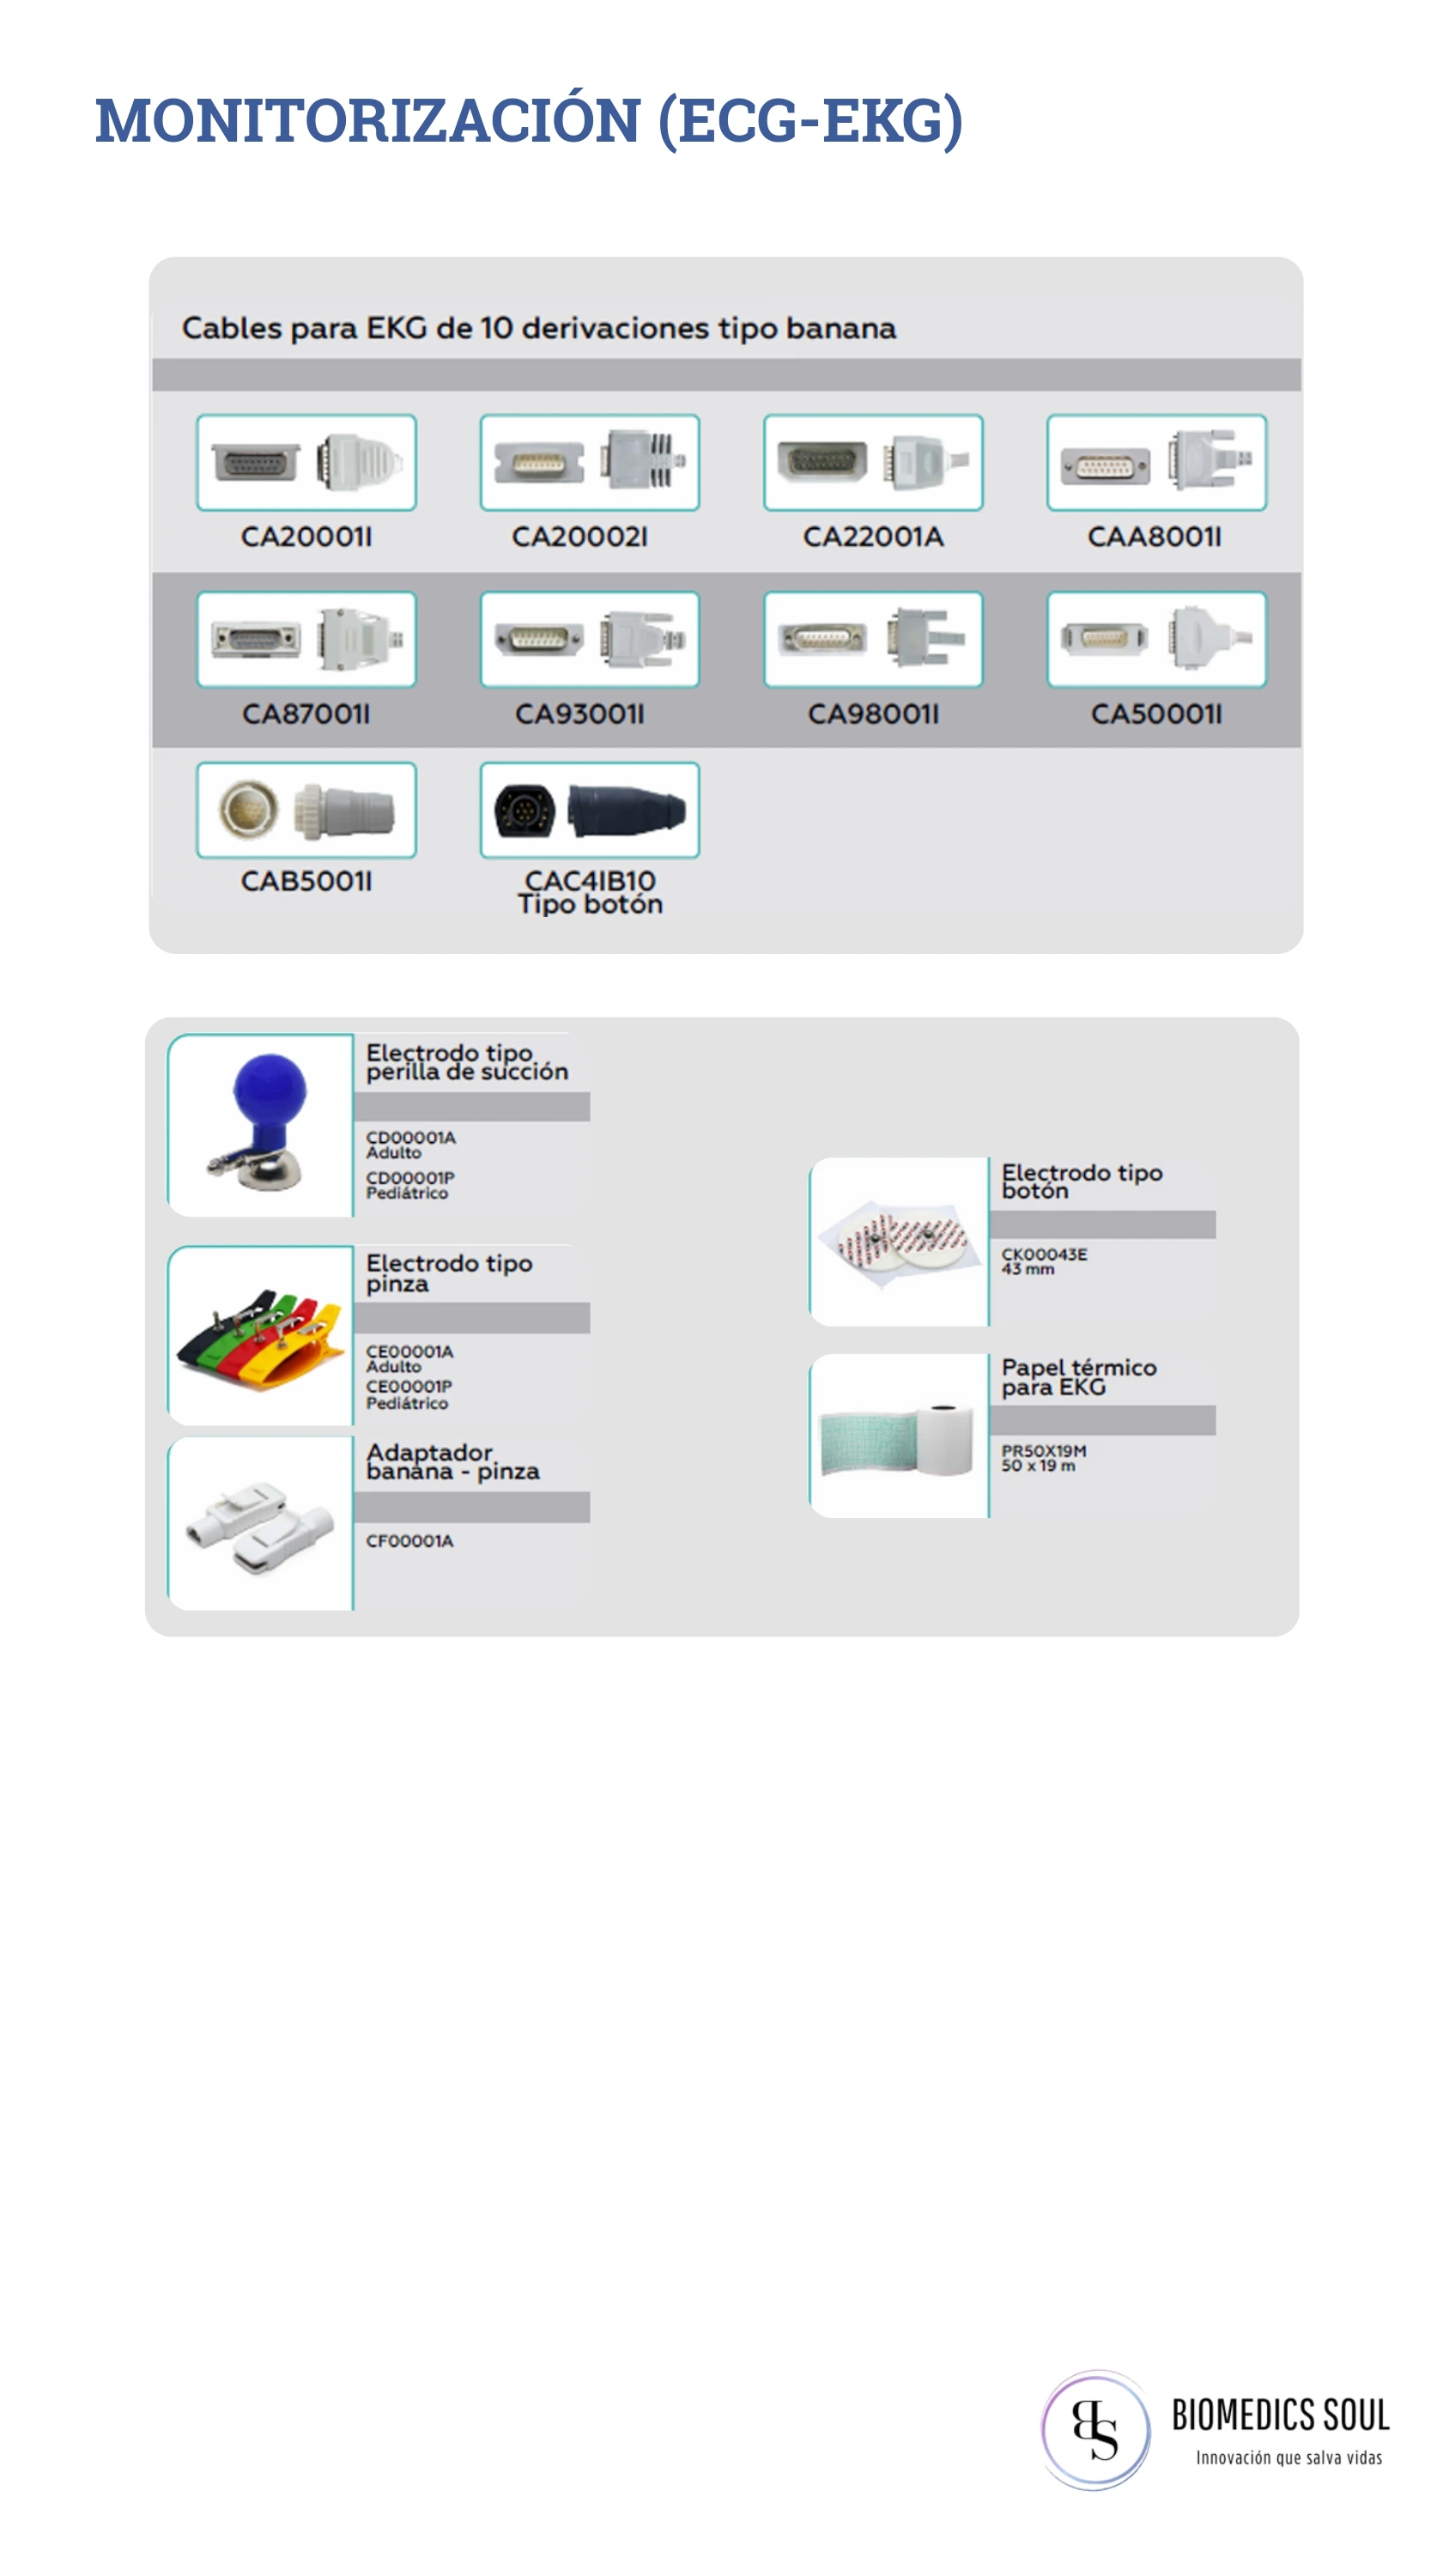 MONITORIZACIÓN (ECG-EKG)
Cables para EKG de 10 derivaciones tipo banana
CA20001I
CA20002I
CA22001A
CAA8001I
CA87001I
CA93001I
CA98001I
CA50001I
CAB5001I
CAC4IB10
Tipo botón
Electrodo tipo
perilla de succión
CD00001A
Adulto
CD00001P
Pediátrico
Electrodo tipo
pinza
CE00001A
Adulto
CE00001P
Pediátrico
Adaptador
banana - pinza
CF00001A
Electrodo tipo
botón
CK00043E
43 mm
Papel térmico
para EKG
PR50X19M
50 x 19 m
BS
BIOMEDICS SOUL
Innovación que salva vidas